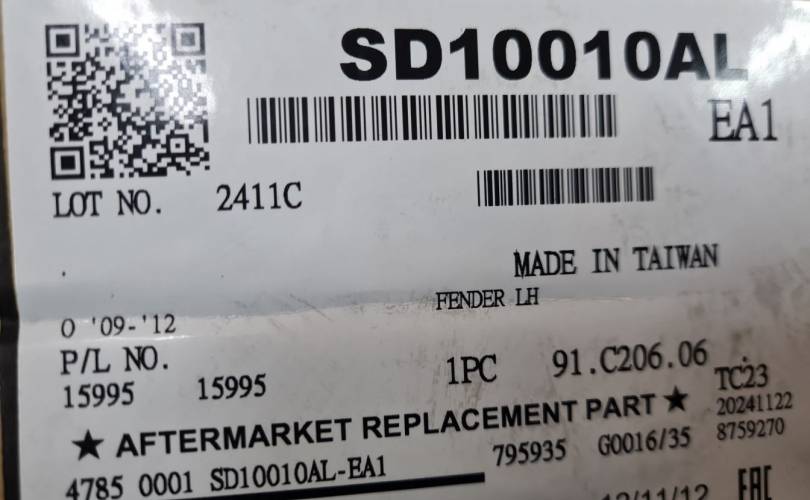 SD10010AL
EA1
LOT NO. 2411C
MADE IN TAIWAN
FENDER LH
O '09-'12
P/L NO.
1PC 91.C206.06
15995 15995
TC23
★ AFTERMARKET REPLACEMENT PART ★
20241122
795935 G0016/35 8759270
4785 0001 SD10010AL-EA1
EAC